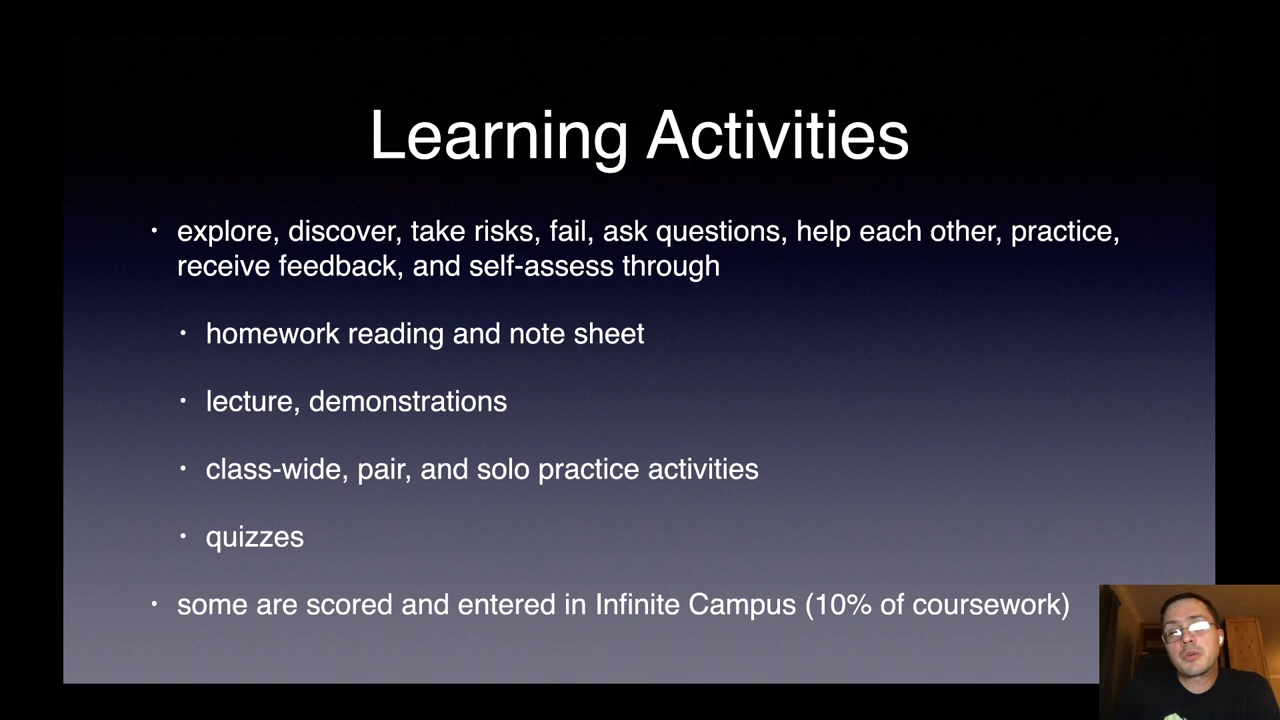 Learning Activities
• explore, discover, take risks, fail, ask questions, help each other, practice,
receive feedback, and self-assess through
• homework reading and note sheet
• lecture, demonstrations
• class-wide, pair, and solo practice activities
• quizzes
• some are scored and entered in Infinite Campus (10% of coursework)